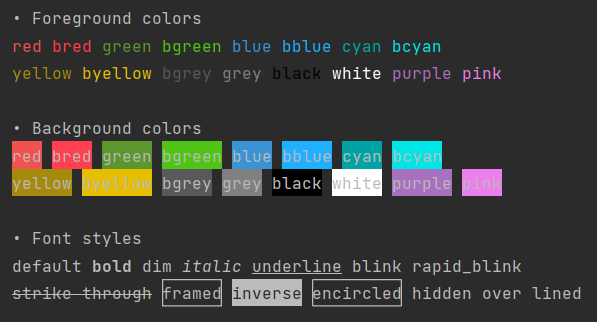 • Foreground colors
red bred green bgreen blue bblue cyan bcyan
yellow byellow bgrey grey black white purple pink
• Background colors
red bred green bgreen blue bblue cyan bcyan
yellow byellow bgrey grey black white purple pink
• Font styles
default bold dim italic underline blink rapid_blink
strike through framed inverse encircled hidden over lined